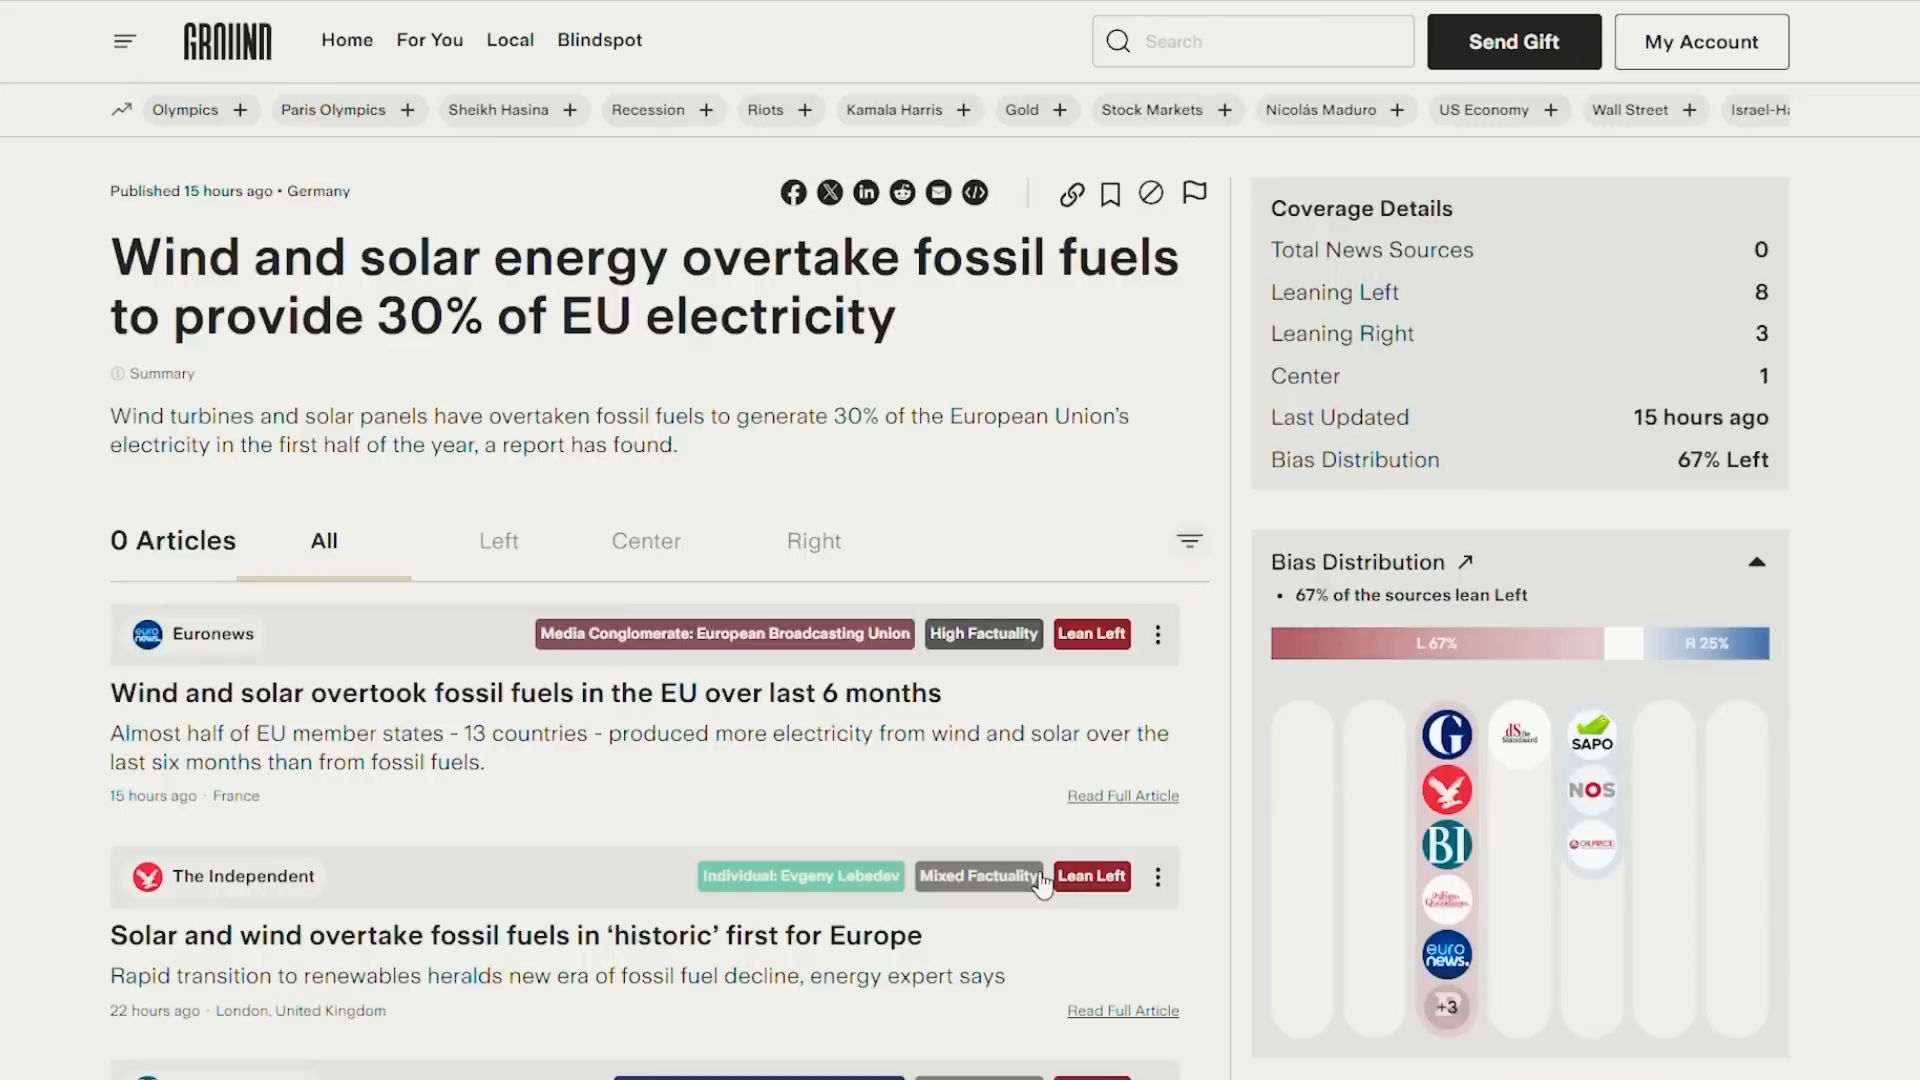 GROUND
Home
For You
Local
Blindspot
Search
Send Gift
My Account
Olympics +
Paris Olympics +
Sheikh Hasina +
Recession +
Riots +
Kamala Harris +
Gold +
Stock Markets +
Nicolás Maduro +
US Economy +
Wall Street +
Israel-Ha
Published 15 hours ago • Germany
Wind and solar energy overtake fossil fuels
to provide 30% of EU electricity
Summary
Wind turbines and solar panels have overtaken fossil fuels to generate 30% of the European Union’s
electricity in the first half of the year, a report has found.
0 Articles
All
Left
Center
Right
euro
news.
Euronews
Media Conglomerate: European Broadcasting Union
High Factuality
Lean Left
Wind and solar overtook fossil fuels in the EU over last 6 months
Almost half of EU member states - 13 countries - produced more electricity from wind and solar over the
last six months than from fossil fuels.
15 hours ago · France
Read Full Article
The Independent
Individual: Evgeny Lebedev
Mixed Factuality
Lean Left
Solar and wind overtake fossil fuels in ‘historic’ first for Europe
Rapid transition to renewables heralds new era of fossil fuel decline, energy expert says
22 hours ago · London, United Kingdom
Read Full Article
Coverage Details
Total News Sources 0
Leaning Left 8
Leaning Right 3
Center 1
Last Updated 15 hours ago
Bias Distribution 67% Left
Bias Distribution
• 67% of the sources lean Left
L 67%
R 25%
G
BI
euro
news.
+3
dS De
Standaard
SAPO
NOS
OILPRICE